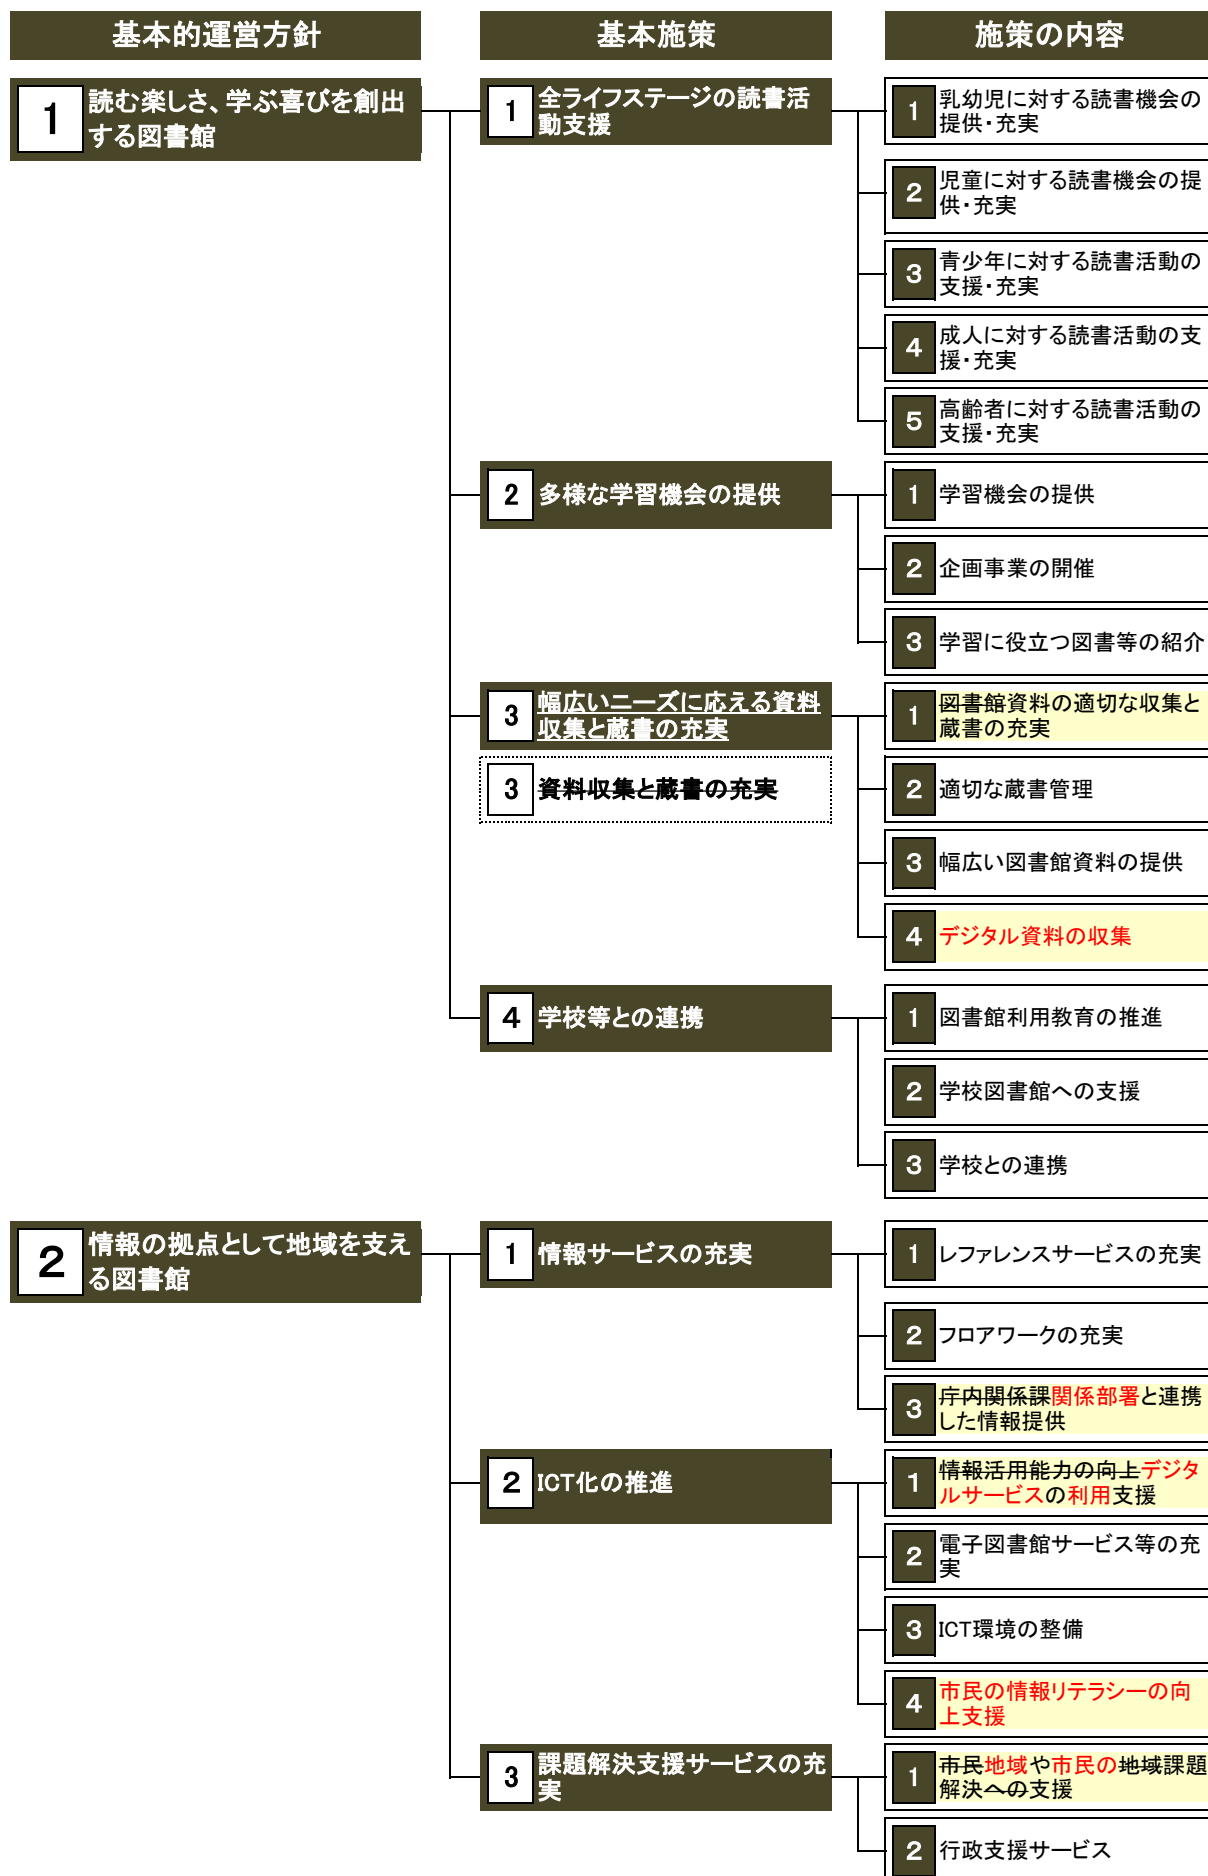 基本的運営方針
基本施策
施策の内容
1
読む楽しさ、学ぶ喜びを創出
する図書館
1
全ライフステージの読書活
動支援
1
乳幼児に対する読書機会の
提供・充実
2
児童に対する読書機会の提
供・充実
3
青少年に対する読書活動の
支援・充実
4
成人に対する読書活動の支
援・充実
5
高齢者に対する読書活動の
支援・充実
2
多様な学習機会の提供
1
学習機会の提供
2
企画事業の開催
3
学習に役立つ図書等の紹介
3
幅広いニーズに応える資料
収集と蔵書の充実
3
資料収集と蔵書の充実
1
図書館資料の適切な収集と
蔵書の充実
2
適切な蔵書管理
3
幅広い図書館資料の提供
4
デジタル資料の収集
4
学校等との連携
1
図書館利用教育の推進
2
学校図書館への支援
3
学校との連携
2
情報の拠点として地域を支え
る図書館
1
情報サービスの充実
1
レファレンスサービスの充実
2
フロアワークの充実
3
庁内関係課関係部署と連携
した情報提供
2
ICT化の推進
1
情報活用能力の向上デジタ
ルサービスの利用支援
2
電子図書館サービス等の充
実
3
ICT環境の整備
4
市民の情報リテラシーの向
上支援
3
課題解決支援サービスの充
実
1
市民地域や市民の地域課題
解決への支援
2
行政支援サービス